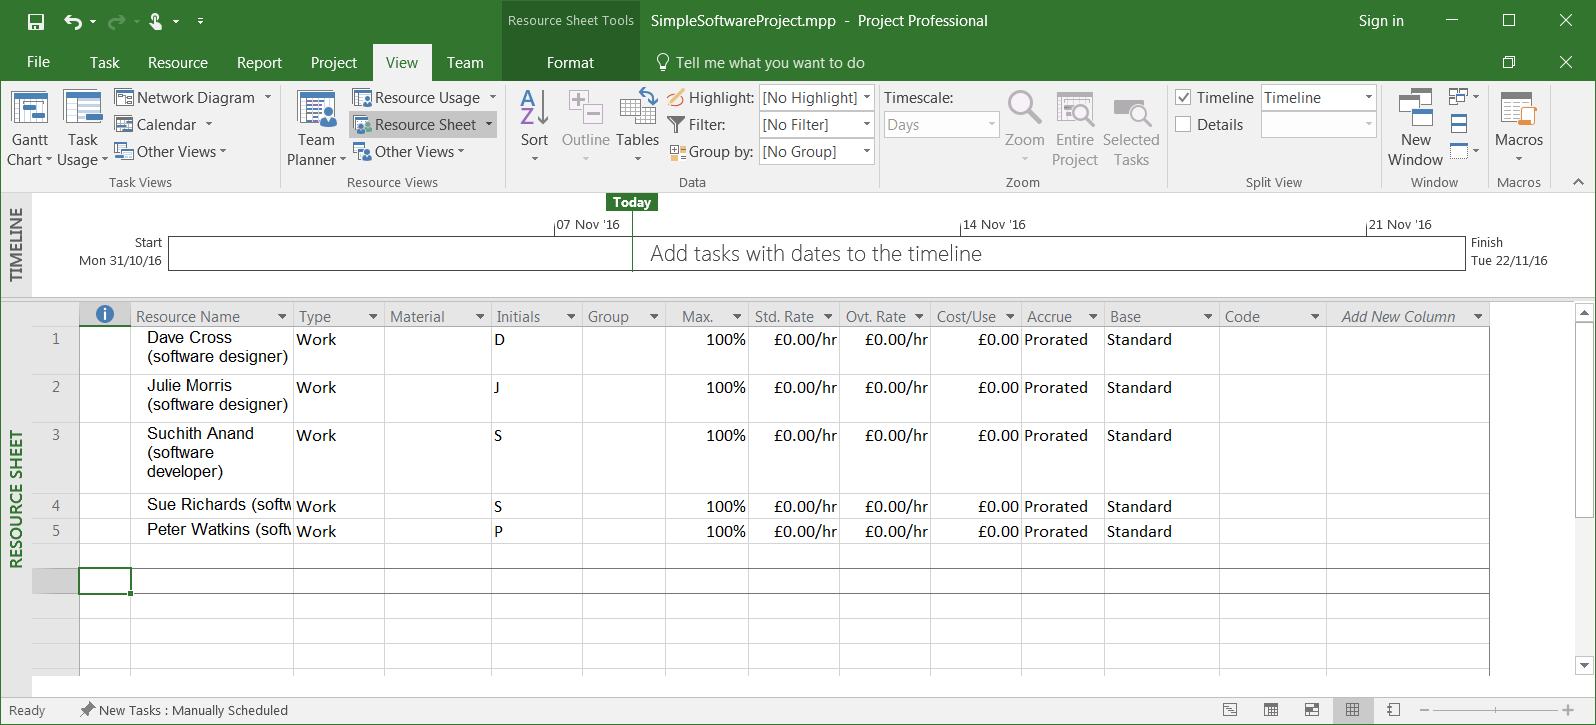 Resource Sheet Tools SimpleSoftwareProject.mpp - Project Professional Sign in
File Task Resource Report Project View Team Format Tell me what you want to do
Gantt Chart
Task Usage
Network Diagram
Calendar
Other Views
Task Views
Team Planner
Resource Usage
Resource Sheet
Other Views
Resource Views
Sort
Outline
Tables
Highlight: [No Highlight]
Filter: [No Filter]
Group by: [No Group]
Data
Timescale:
Days
Zoom
Entire Project
Selected Tasks
Zoom
Timeline Timeline
Details
Split View
New Window
Window
Macros
Macros
TIMELINE
Today
07 Nov '16 14 Nov '16 21 Nov '16
Start
Mon 31/10/16
Add tasks with dates to the timeline
Finish
Tue 22/11/16
RESOURCE SHEET
Resource Name Type Material Initials Group Max. Std. Rate Ovt. Rate Cost/Use Accrue Base Code Add New Column
1 Dave Cross (software designer) Work D 100% £0.00/hr £0.00/hr £0.00 Prorated Standard
2 Julie Morris (software designer) Work J 100% £0.00/hr £0.00/hr £0.00 Prorated Standard
3 Suchith Anand (software developer) Work S 100% £0.00/hr £0.00/hr £0.00 Prorated Standard
4 Sue Richards (softw Work S 100% £0.00/hr £0.00/hr £0.00 Prorated Standard
5 Peter Watkins (softw Work P 100% £0.00/hr £0.00/hr £0.00 Prorated Standard
Ready New Tasks : Manually Scheduled